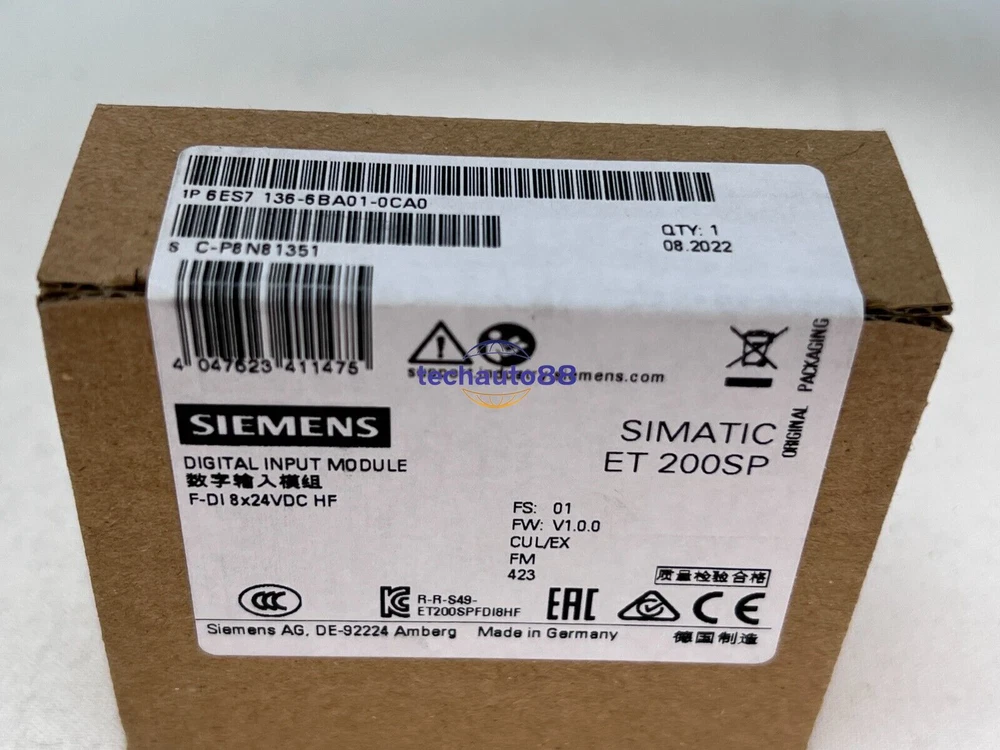 1P 6ES7 136-6BA01-0CA0
S C-P8N81351
QTY: 1
08.2022
4 047623 411475
techauto88
emens.com
ORIGINAL PACKAGING
SIEMENS
SIMATIC
ET 200SP
DIGITAL INPUT MODULE
数字输入模组
F-DI 8x24VDC HF
FS: 01
FW: V1.0.0
CUL/EX
FM
423
质量检验合格
CCC
KC
R-R-S49-
ET200SPFDI8HF
EAC
CE
Siemens AG, DE-92224 Amberg Made in Germany
德国制造